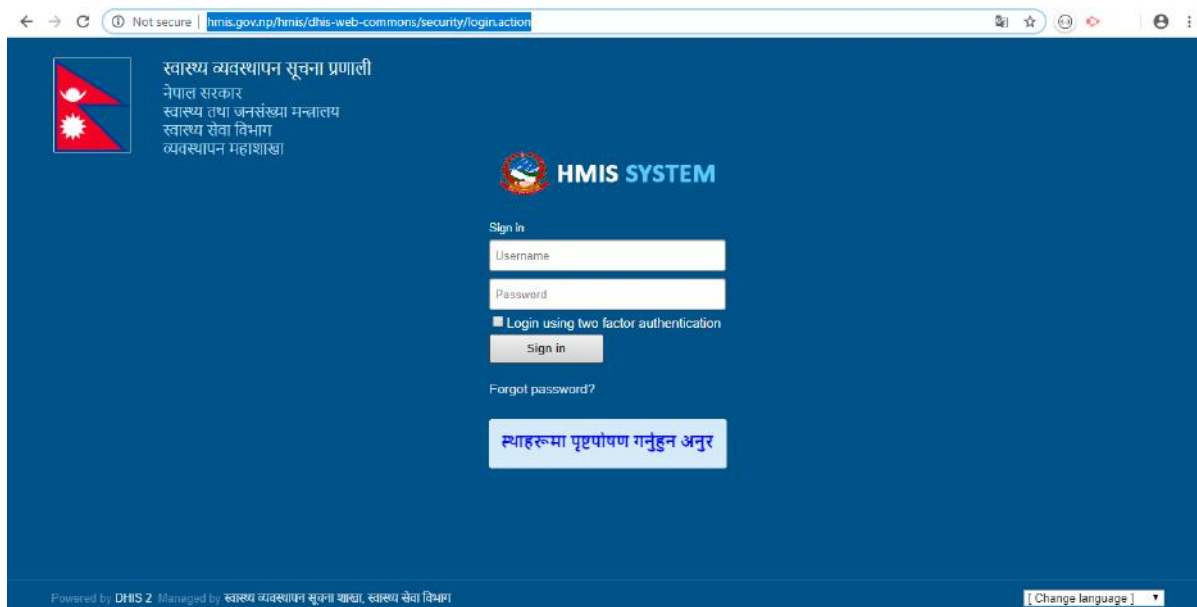 Not secure | hmis.gov.np/hmis/dhis-web-commons/security/login.action
स्वास्थ्य व्यवस्थापन सूचना प्रणाली
नेपाल सरकार
स्वास्थ्य तथा जनसंख्या मन्त्रालय
स्वास्थ्य सेवा विभाग
व्यवस्थापन महाशाखा
HMIS SYSTEM
Sign in
Username
Password
Login using two factor authentication
Sign in
Forgot password?
स्थाहरूमा पृष्टपोषण गर्नुहुन अनुर
Powered by DHIS 2 Managed by स्वास्थ्य व्यवस्थापन सूचना शाखा, स्वास्थ्य सेवा विभाग
[ Change language ]